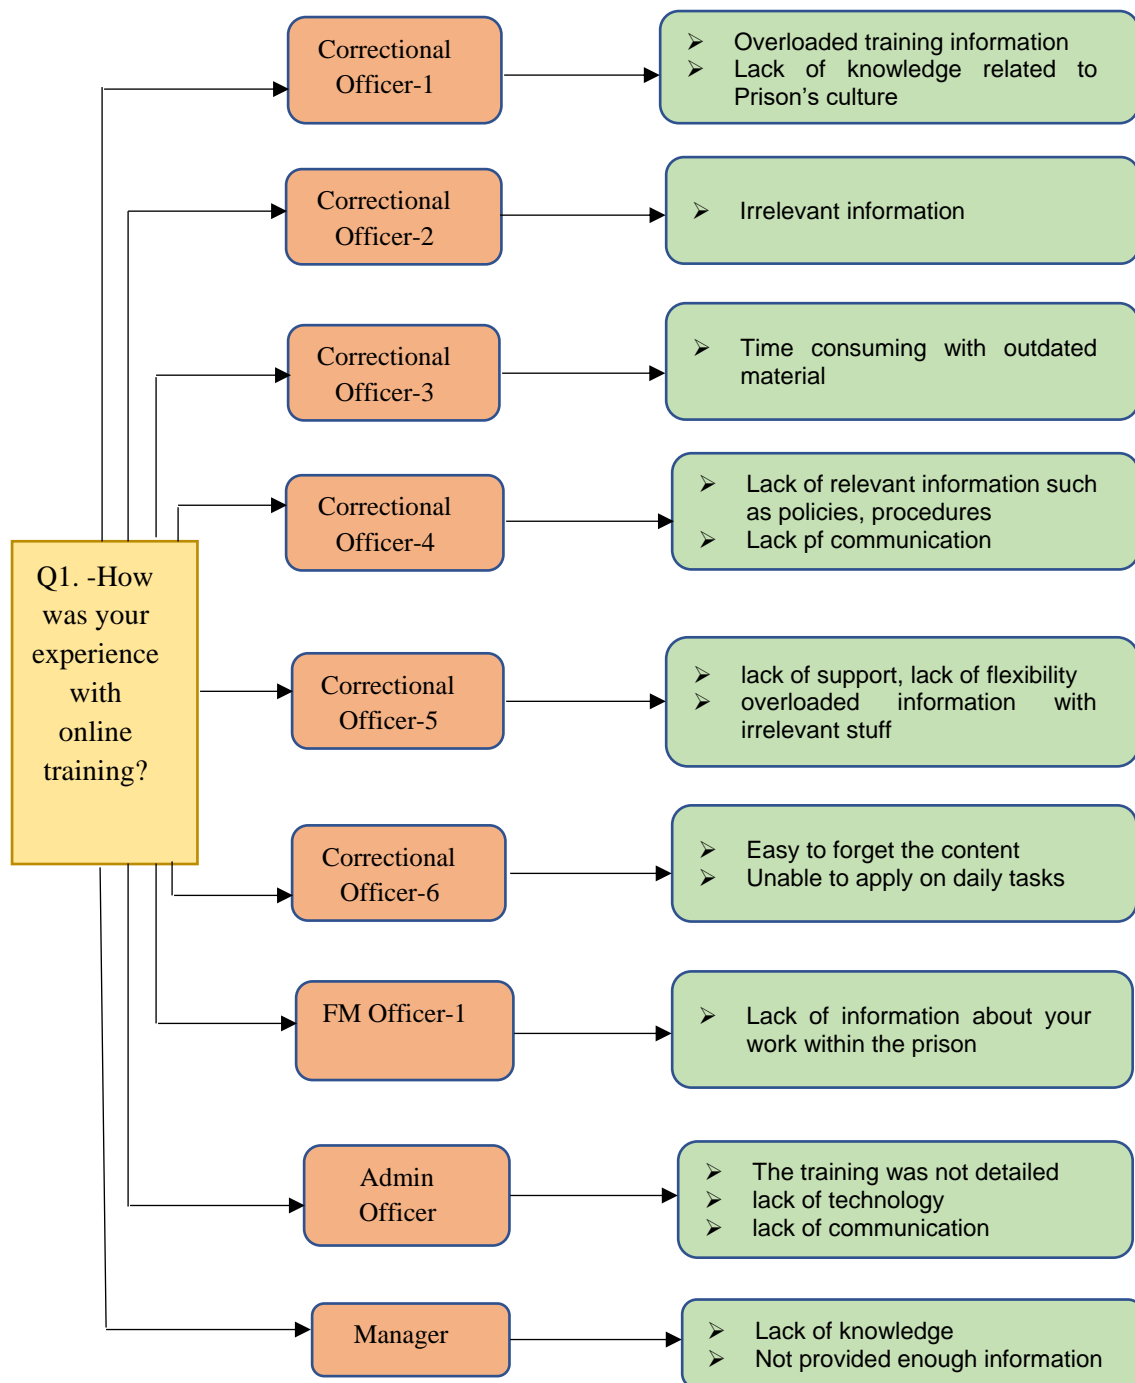 Correctional
Officer-1
➢ Overloaded training information
➢ Lack of knowledge related to
Prison’s culture
Correctional
Officer-2
➢ Irrelevant information
Correctional
Officer-3
➢ Time consuming with outdated
material
Correctional
Officer-4
➢ Lack of relevant information such
as policies, procedures
➢ Lack pf communication
Q1. -How
was your
experience
with
online
training?
Correctional
Officer-5
➢ lack of support, lack of flexibility
➢ overloaded information with
irrelevant stuff
Correctional
Officer-6
➢ Easy to forget the content
➢ Unable to apply on daily tasks
FM Officer-1
➢ Lack of information about your
work within the prison
Admin
Officer
➢ The training was not detailed
➢ lack of technology
➢ lack of communication
Manager
➢ Lack of knowledge
➢ Not provided enough information